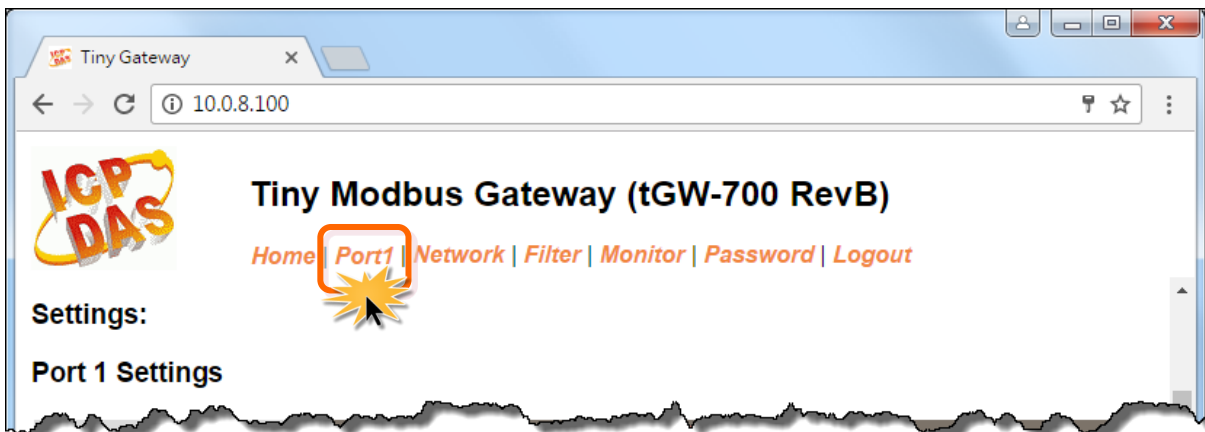 Tiny Gateway
10.0.8.100
ICP
DAS
Tiny Modbus Gateway (tGW-700 RevB)
Home | Port1 | Network | Filter | Monitor | Password | Logout
Settings:
Port 1 Settings